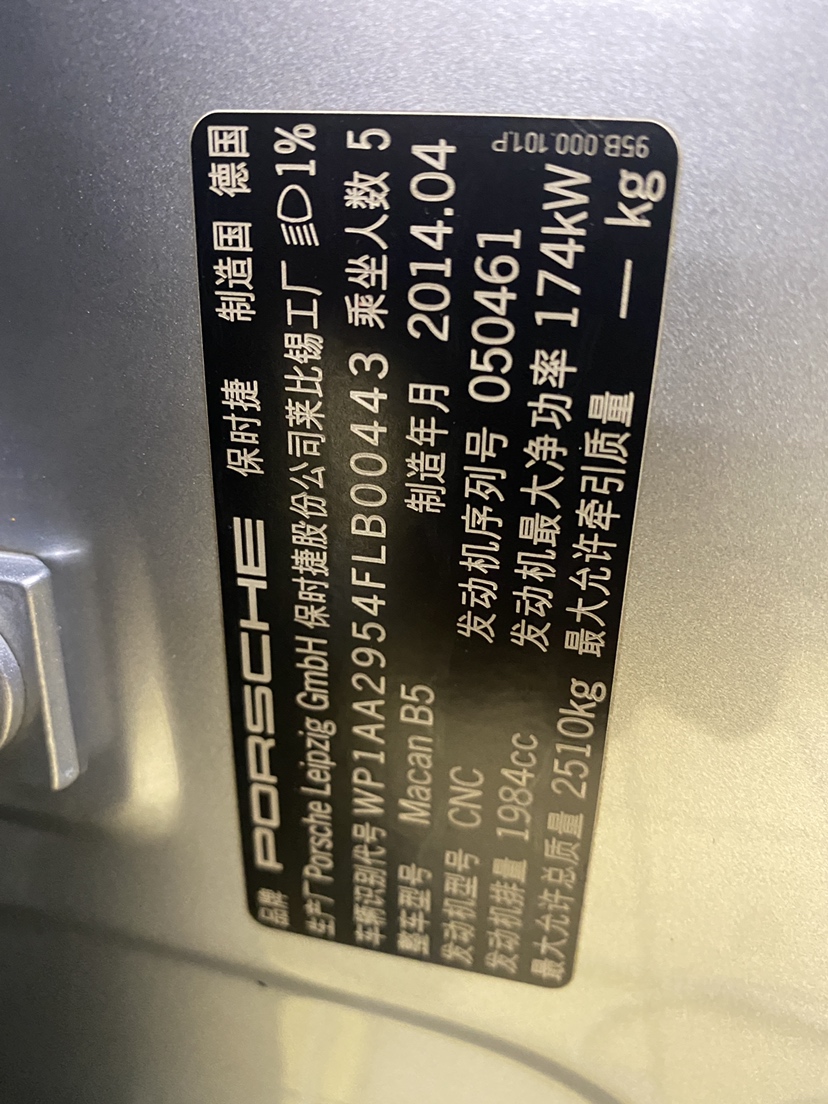 品牌 PORSCHE 保时捷 制造国 德国
生产厂 Porsche Leipzig GmbH 保时捷股份公司莱比锡工厂 1%
车辆识别代号 WP1AA2954FLB00443 乘坐人数 5
整车型号 Macan B5 制造年月 2014.04
发动机型号 CNC 发动机序列号 050461
发动机排量 1984cc 发动机最大净功率 174kW
最大允许总质量 2510kg 最大允许牵引质量 — kg
95B.000.101.P